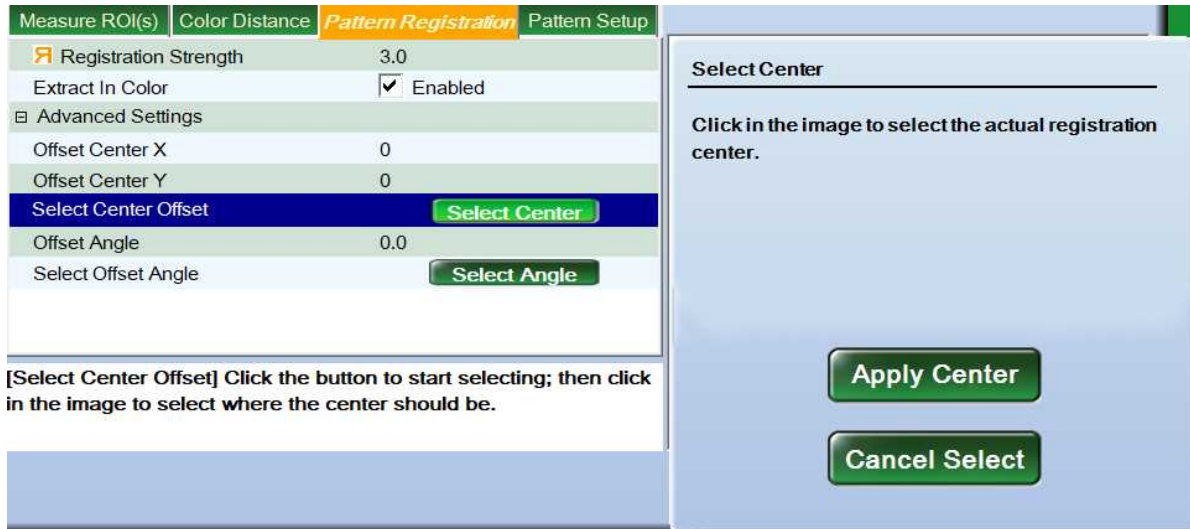 Measure ROI(s) Color Distance Pattern Registration Pattern Setup
Registration Strength 3.0
Extract In Color Enabled
Advanced Settings
Offset Center X 0
Offset Center Y 0
Select Center Offset Select Center
Offset Angle 0.0
Select Offset Angle Select Angle
[Select Center Offset] Click the button to start selecting; then click
in the image to select where the center should be.
Select Center
Click in the image to select the actual registration
center.
Apply Center
Cancel Select